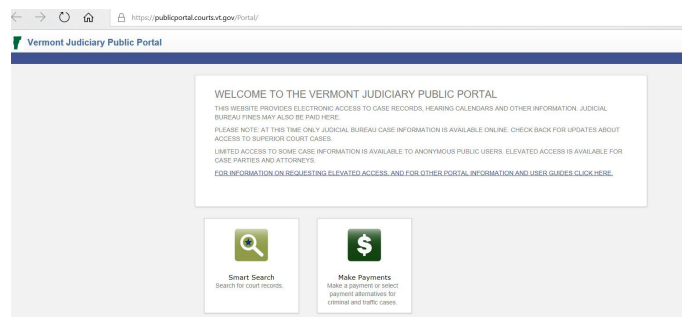 https://publicportal.courts.vt.gov/Portal/
Vermont Judiciary Public Portal
WELCOME TO THE VERMONT JUDICIARY PUBLIC PORTAL
THIS WEBSITE PROVIDES ELECTRONIC ACCESS TO CASE RECORDS, HEARING CALENDARS AND OTHER INFORMATION. JUDICIAL
BUREAU FINES MAY ALSO BE PAID HERE.
PLEASE NOTE: AT THIS TIME ONLY JUDICIAL BUREAU CASE INFORMATION IS AVAILABLE ONLINE. CHECK BACK FOR UPDATES ABOUT
ACCESS TO SUPERIOR COURT CASES.
LIMITED ACCESS TO SOME CASE INFORMATION IS AVAILABLE TO ANONYMOUS PUBLIC USERS. ELEVATED ACCESS IS AVAILABLE FOR
CASE PARTIES AND ATTORNEYS.
FOR INFORMATION ON REQUESTING ELEVATED ACCESS, AND FOR OTHER PORTAL INFORMATION AND USER GUIDES CLICK HERE.
$
Smart Search
Search for court records.
Make Payments
Make a payment or select
payment alternatives for
criminal and traffic cases